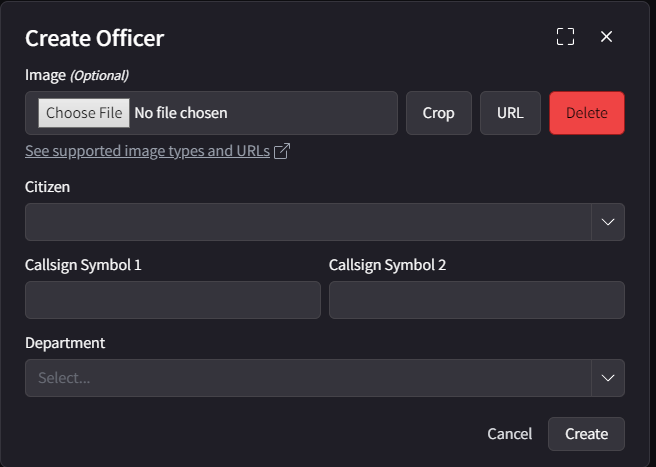 Create Officer
Image (Optional)
Choose File No file chosen Crop URL Delete
See supported image types and URLs
Citizen
Callsign Symbol 1 Callsign Symbol 2
Department
Select...
Cancel Create